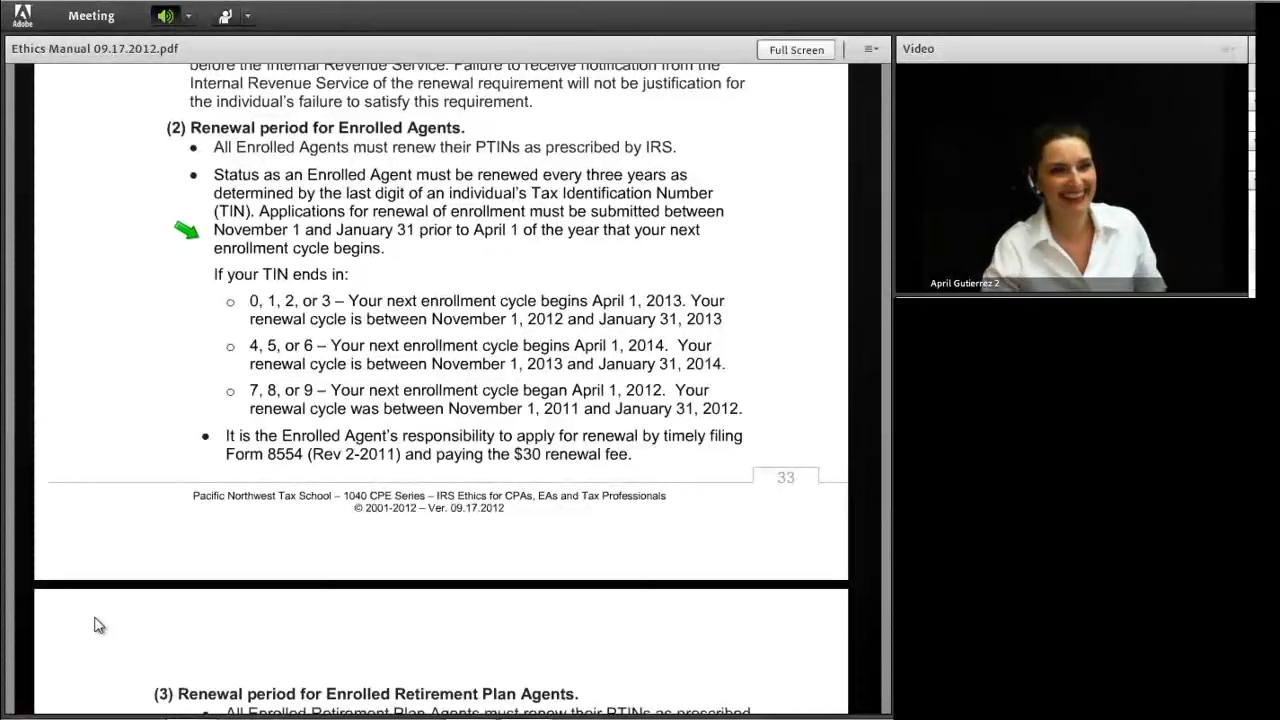 Adobe
Meeting
Ethics Manual 09.17.2012.pdf
Full Screen
Video
before the Internal Revenue Service. Failure to receive notification from the
Internal Revenue Service of the renewal requirement will not be justification for
the individual's failure to satisfy this requirement.
(2) Renewal period for Enrolled Agents.
All Enrolled Agents must renew their PTINs as prescribed by IRS.
Status as an Enrolled Agent must be renewed every three years as
determined by the last digit of an individual's Tax Identification Number
(TIN). Applications for renewal of enrollment must be submitted between
November 1 and January 31 prior to April 1 of the year that your next
enrollment cycle begins.
If your TIN ends in:
0, 1, 2, or 3 – Your next enrollment cycle begins April 1, 2013. Your
renewal cycle is between November 1, 2012 and January 31, 2013
4, 5, or 6 – Your next enrollment cycle begins April 1, 2014. Your
renewal cycle is between November 1, 2013 and January 31, 2014.
7, 8, or 9 – Your next enrollment cycle began April 1, 2012. Your
renewal cycle was between November 1, 2011 and January 31, 2012.
It is the Enrolled Agent's responsibility to apply for renewal by timely filing
Form 8554 (Rev 2-2011) and paying the $30 renewal fee.
33
Pacific Northwest Tax School – 1040 CPE Series – IRS Ethics for CPAs, EAs and Tax Professionals
© 2001-2012 – Ver. 09.17.2012
(3) Renewal period for Enrolled Retirement Plan Agents.
All Enrolled Retirement Plan Agents must renew their PTINs as prescribed
April Gutierrez 2